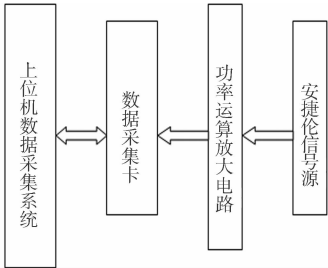 上位机数据采集系统
数据采集卡
功率运算放大电路
安捷伦信号源